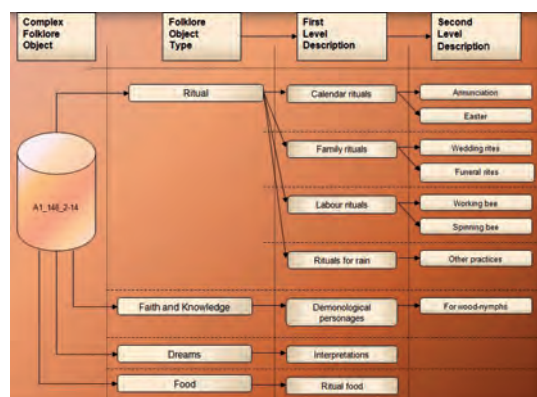 Complex
Folklore
Object
Folklore
Object
Type
First
Level
Description
Second
Level
Description
Ritual
Calendar rituals
Annunciation
Easter
Family rituals
Wedding rites
Funeral rites
A1_146_2-14
Labour rituals
Working bee
Spinning bee
Rituals for rain
Other practices
Faith and Knowledge
Demonological
personages
For wood-nymphs
Dreams
Interpretations
Food
Ritual food